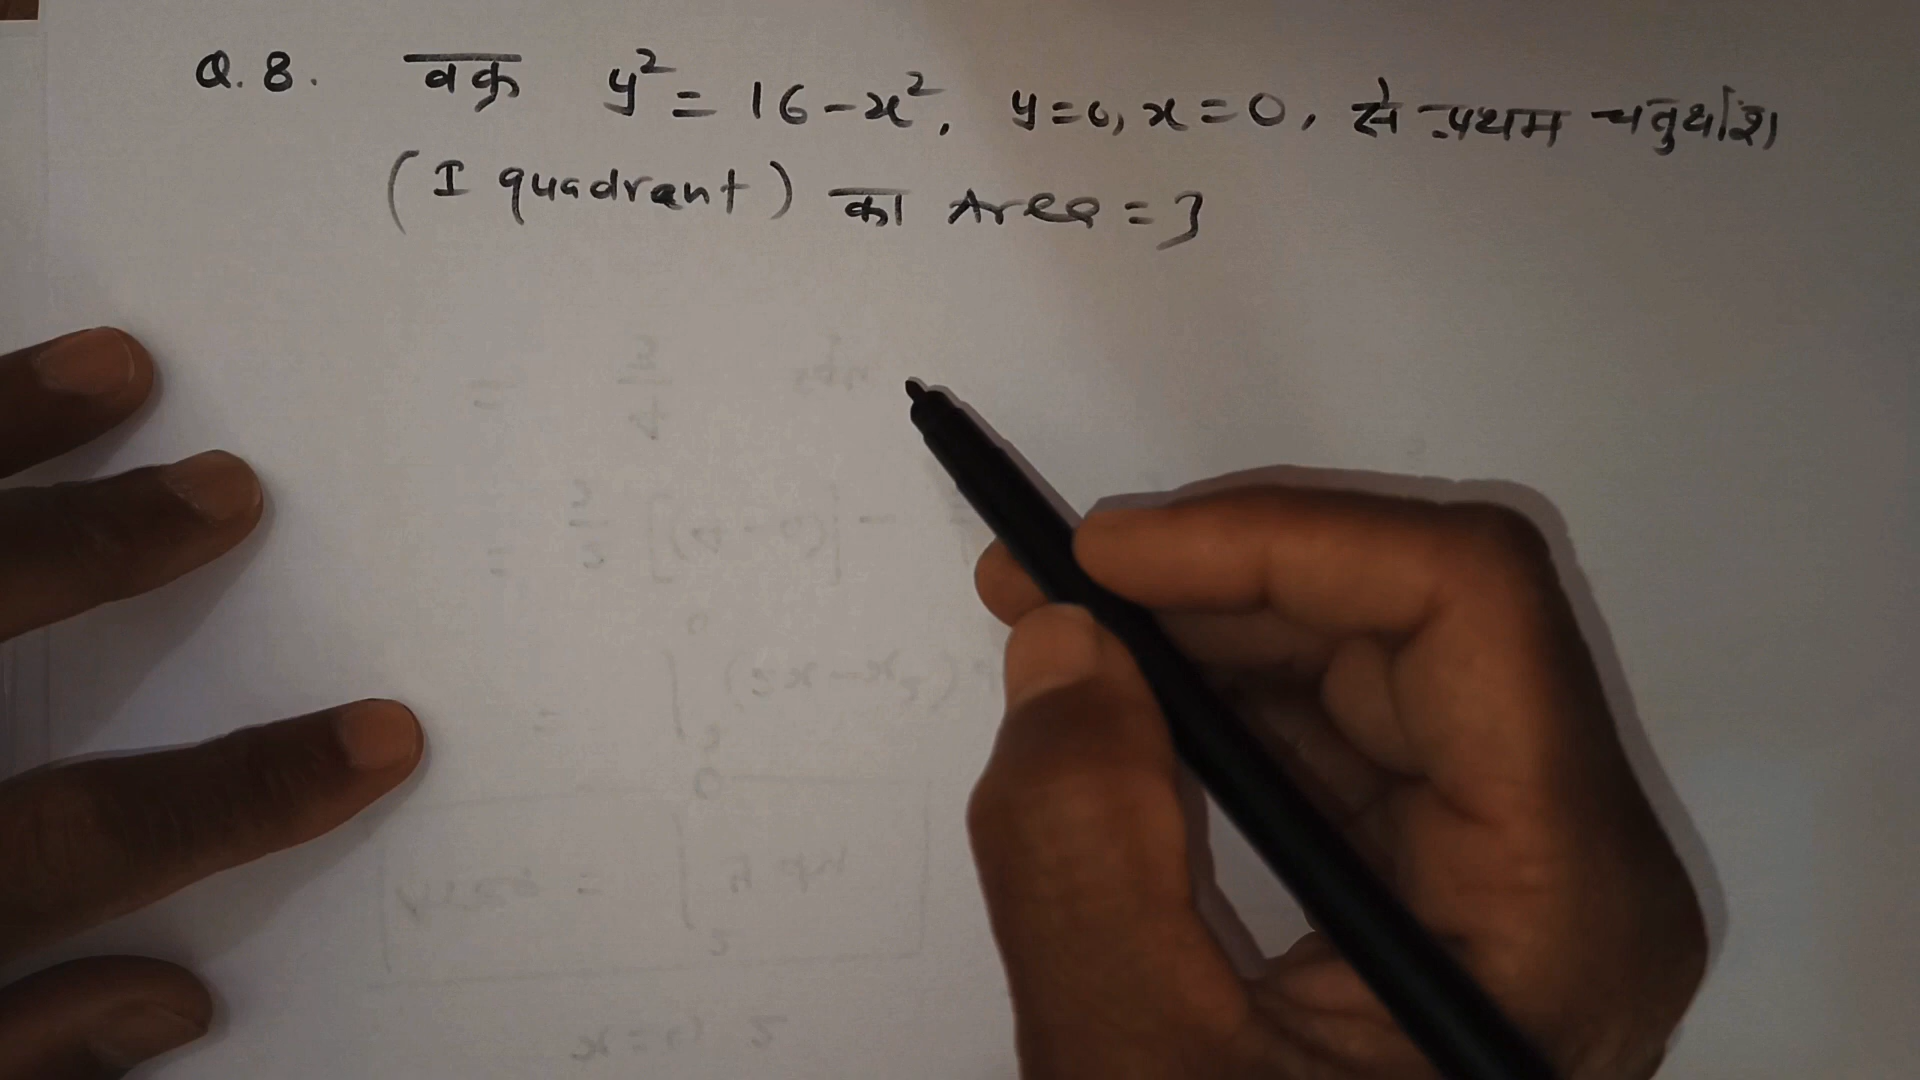 Q. 8. वक्र y² = 16 - x², y=0, x=0, से प्रथम चतुर्थांश
(I quadrant) का Area = ?